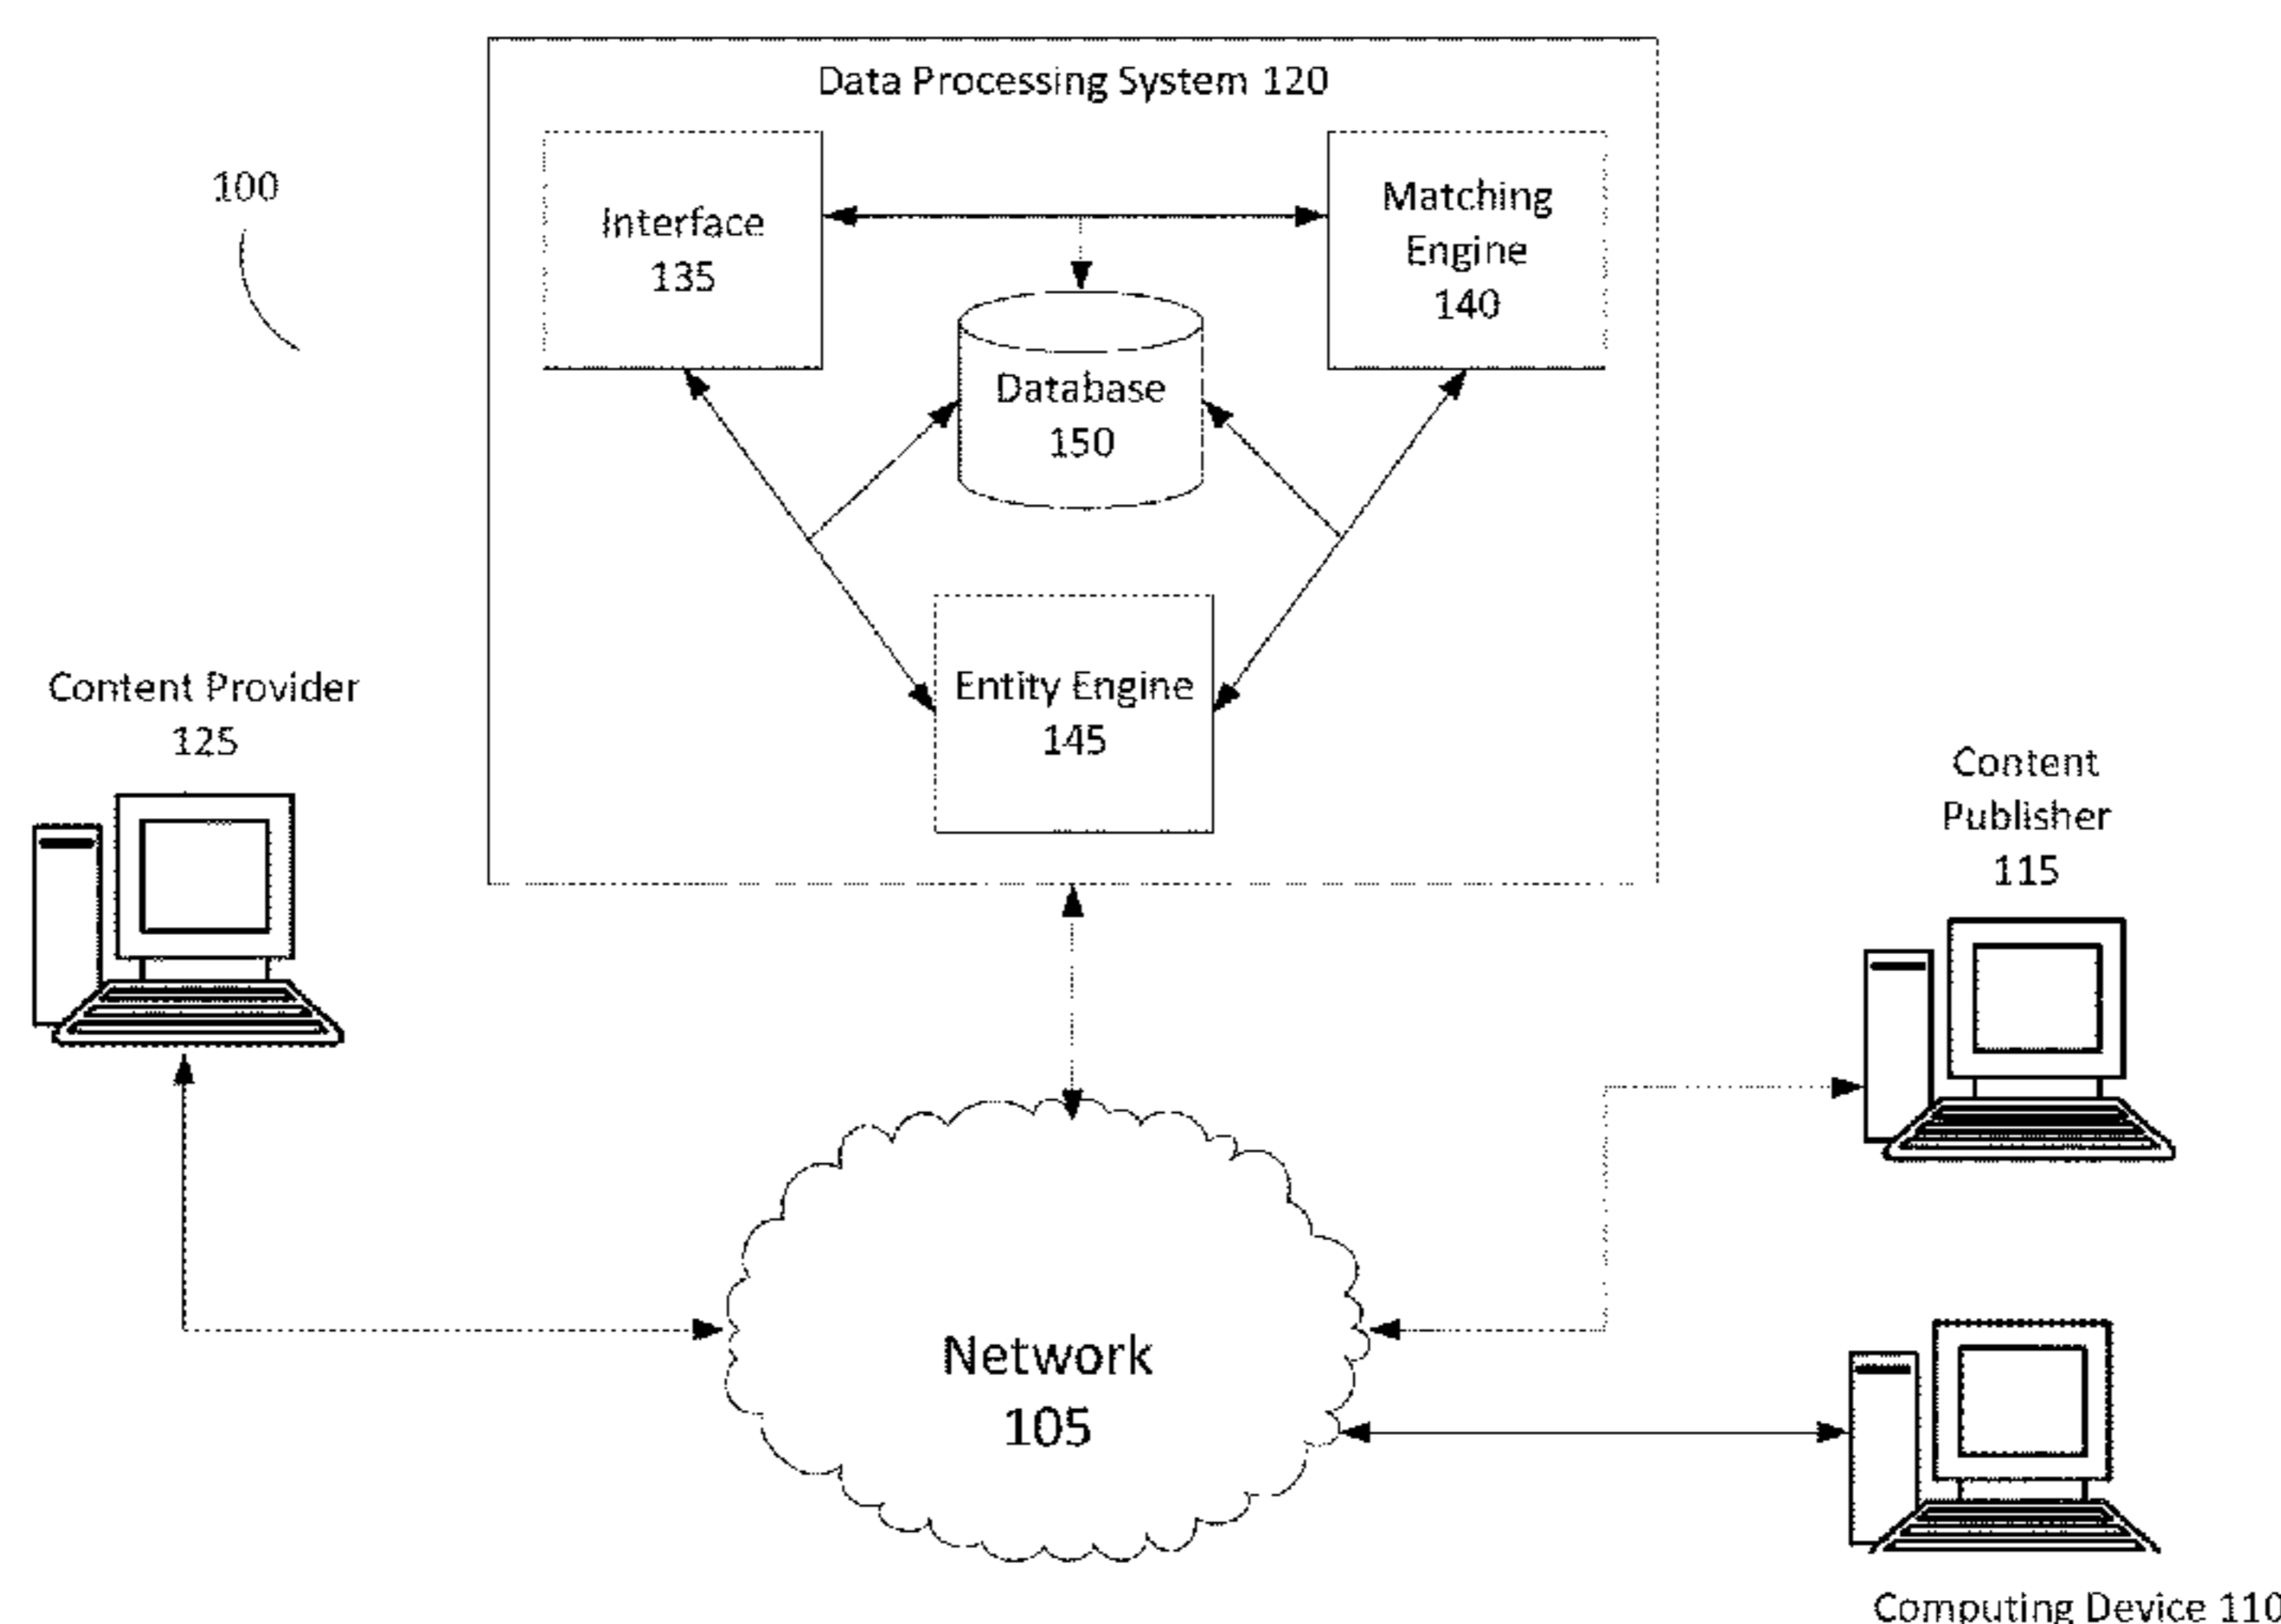 Data Processing System 120
100
Interface
135
Matching
Engine
140
Database
150
Entity Engine
145
Content Provider
125
Content
Publisher
115
Network
105
Computing Device 110